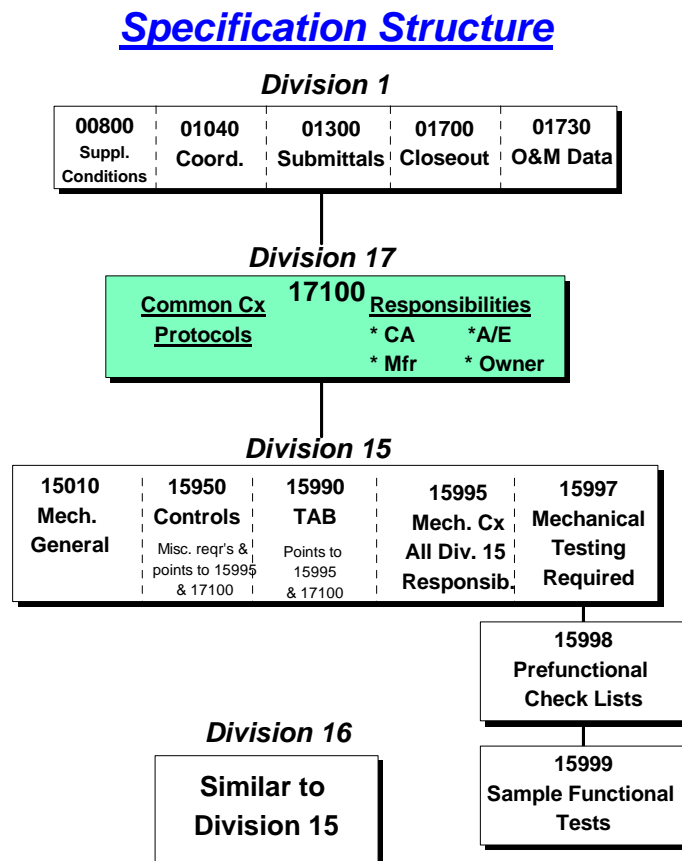 Specification Structure
Division 1
00800
Suppl.
Conditions
01040
Coord.
01300
Submittals
01700
Closeout
01730
O&M Data
Division 17
17100
Common Cx
Protocols
Responsibilities
* CA *A/E
* Mfr * Owner
Division 15
15010
Mech.
General
15950
Controls
Misc. reqr's &
points to 15995
& 17100
15990
TAB
Points to
15995
& 17100
15995
Mech. Cx
All Div. 15
Responsib.
15997
Mechanical
Testing
Required
15998
Prefunctional
Check Lists
15999
Sample Functional
Tests
Division 16
Similar to
Division 15